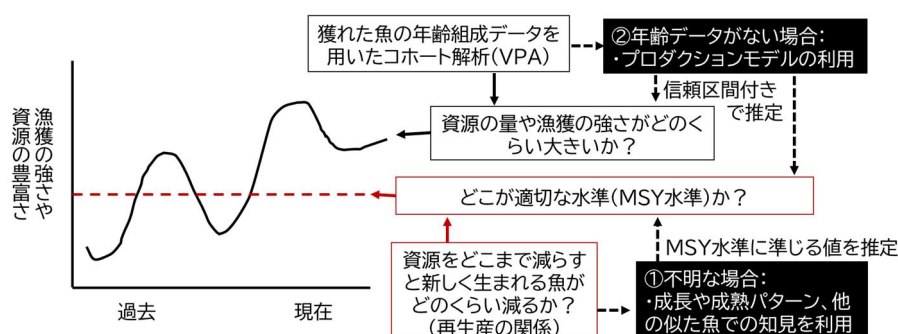 獲れた魚の年齢組成データを
用いたコホート解析(VPA)
②年齢データがない場合:
・プロダクションモデルの利用
信頼区間付き
で推定
漁獲の強さや
資源の豊富さ
資源の量や漁獲の強さがどのく
らい大きいか?
どこが適切な水準(MSY水準)か?
MSY水準に準じる値を推定
資源をどこまで減らす
と新しく生まれる魚が
どのくらい減るか?
(再生産の関係)
①不明な場合:
・成長や成熟パターン、他
の似た魚での知見を利用
過去
現在